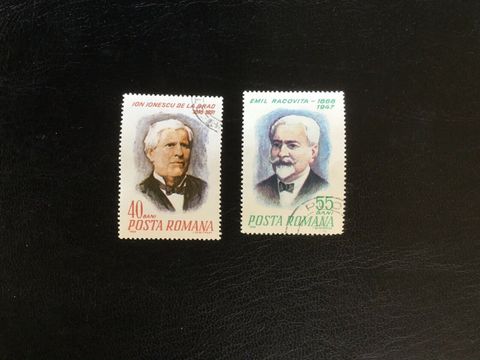 ION IONESCU DE LA BRAD
40 BANI
POSTA ROMANA
EMIL RACOVITA - 1868
1947
55
BANI
POSTA ROMANA